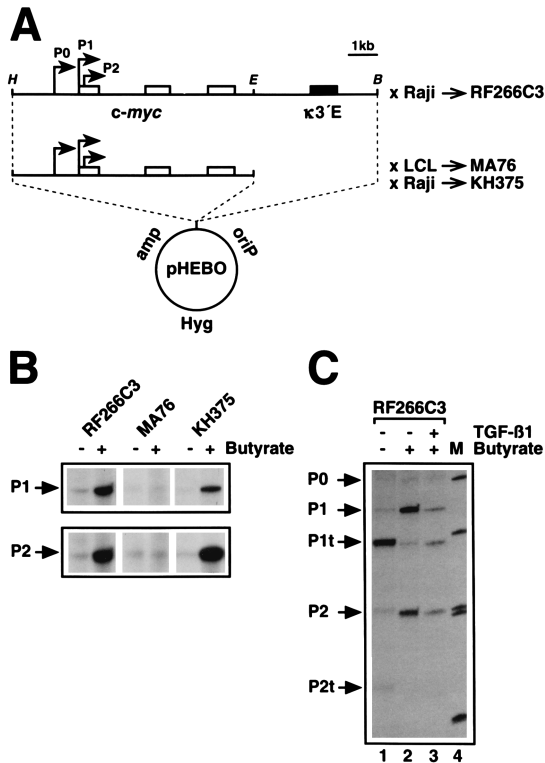 A
P0 P1 P2 1kb
H E B
c-myc κ3´E x Raji → RF266C3
x LCL → MA76
x Raji → KH375
amp pHEBO oriP
Hyg
B
RF266C3 MA76 KH375
- + - + - + Butyrate
P1
P2
C
RF266C3
- - + TGF-ß1
- + + M Butyrate
P0
P1
P1t
P2
P2t
1 2 3 4